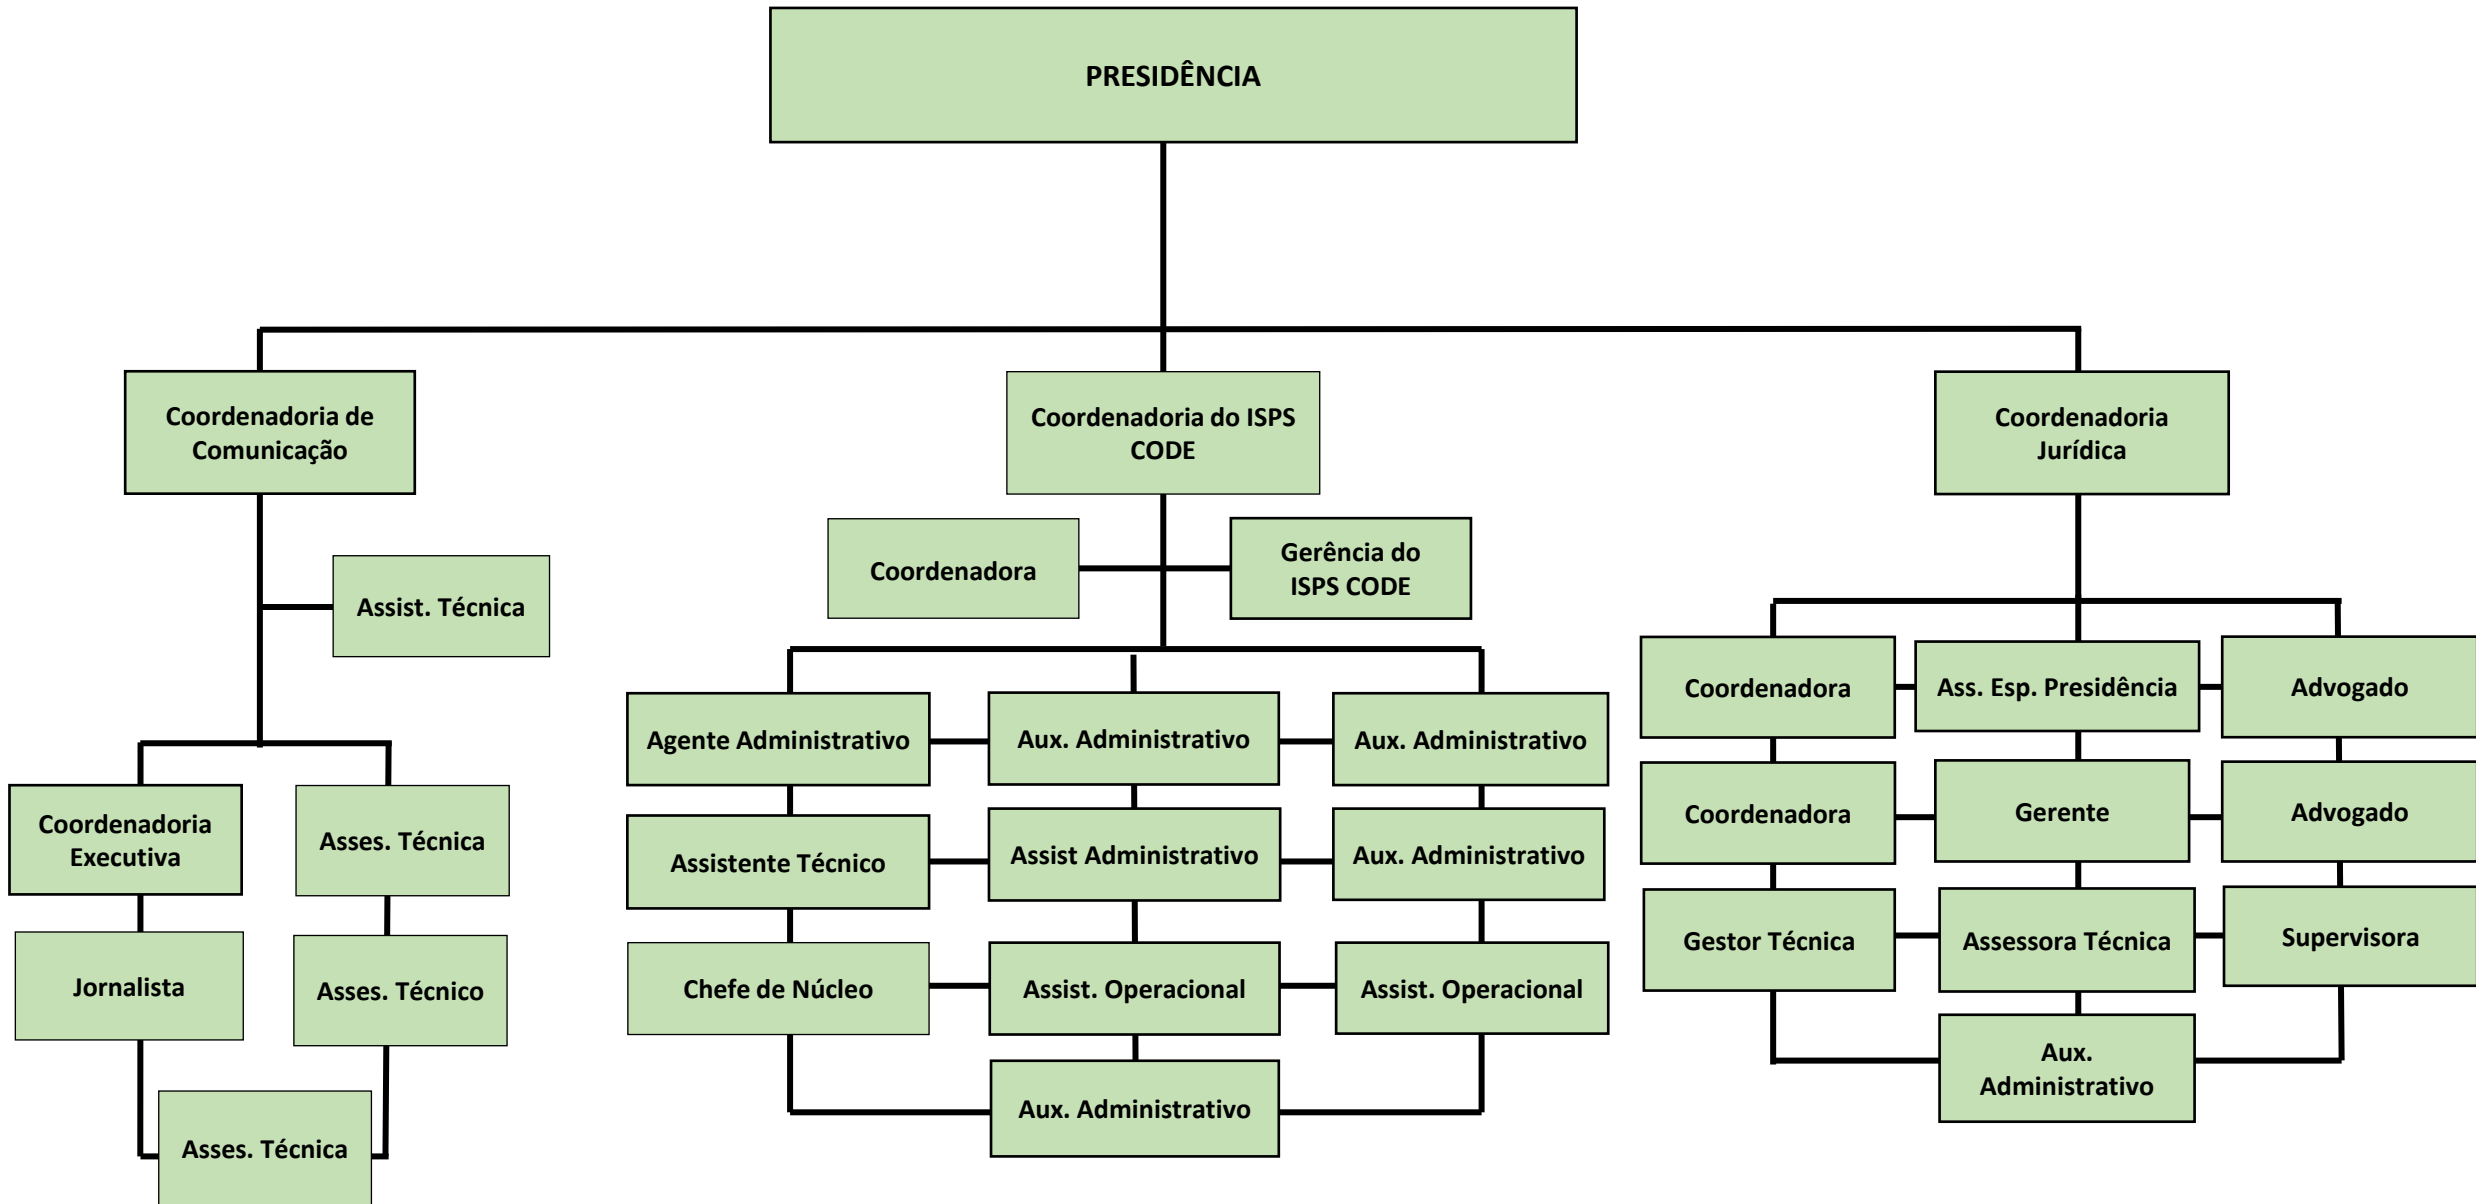 PRESIDÊNCIA
Coordenadoria de
Comunicação
Coordenadoria do ISPS
CODE
Coordenadoria
Jurídica
Assist. Técnica
Coordenadora
Gerência do
ISPS CODE
Coordenadoria
Executiva
Asses. Técnica
Jornalista
Asses. Técnico
Asses. Técnica
Agente Administrativo
Aux. Administrativo
Aux. Administrativo
Assistente Técnico
Assist Administrativo
Aux. Administrativo
Chefe de Núcleo
Assist. Operacional
Assist. Operacional
Aux. Administrativo
Coordenadora
Ass. Esp. Presidência
Advogado
Coordenadora
Gerente
Advogado
Gestor Técnica
Assessora Técnica
Supervisora
Aux.
Administrativo